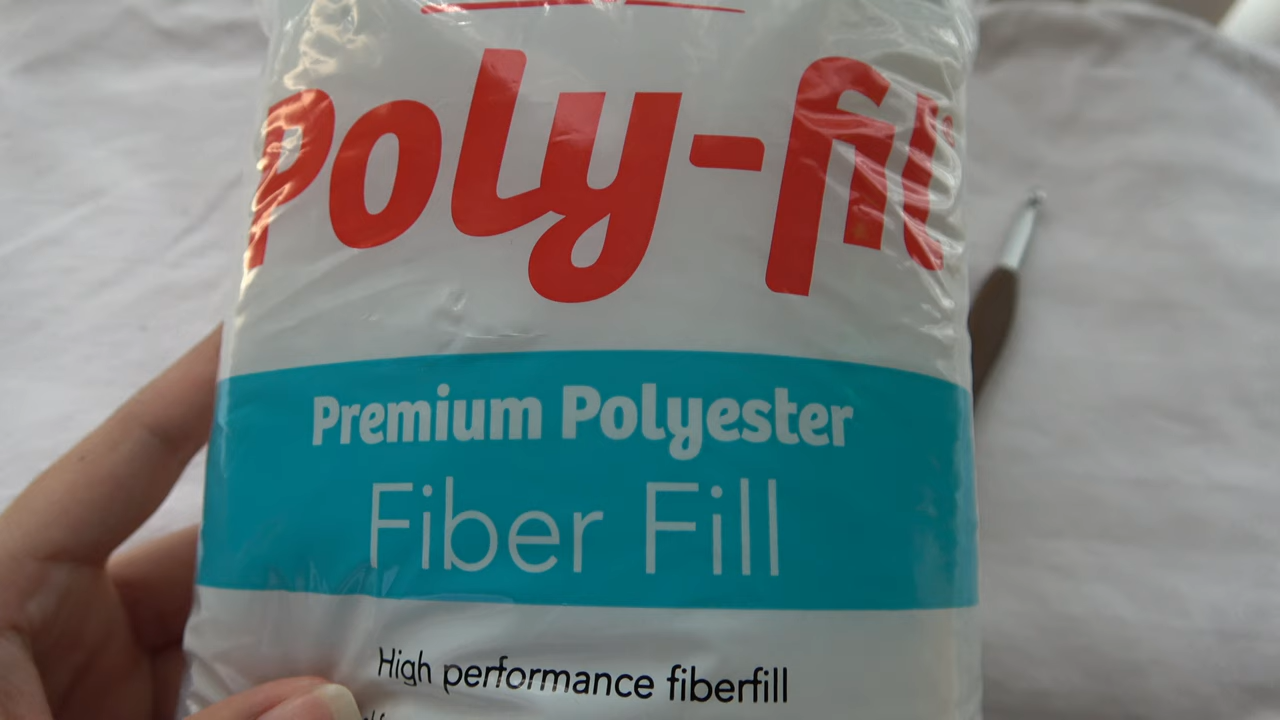 Poly-fil
Premium Polyester
Fiber Fill
High performance fiberfill